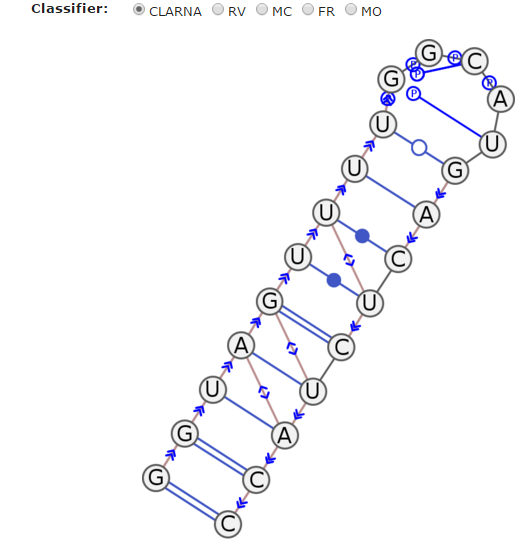 Classifier: CLARNA RV MC FR MO
G P G P C
P P
P A
U U
U G
U A
U C
G U
A C
U U
G A
G C
C